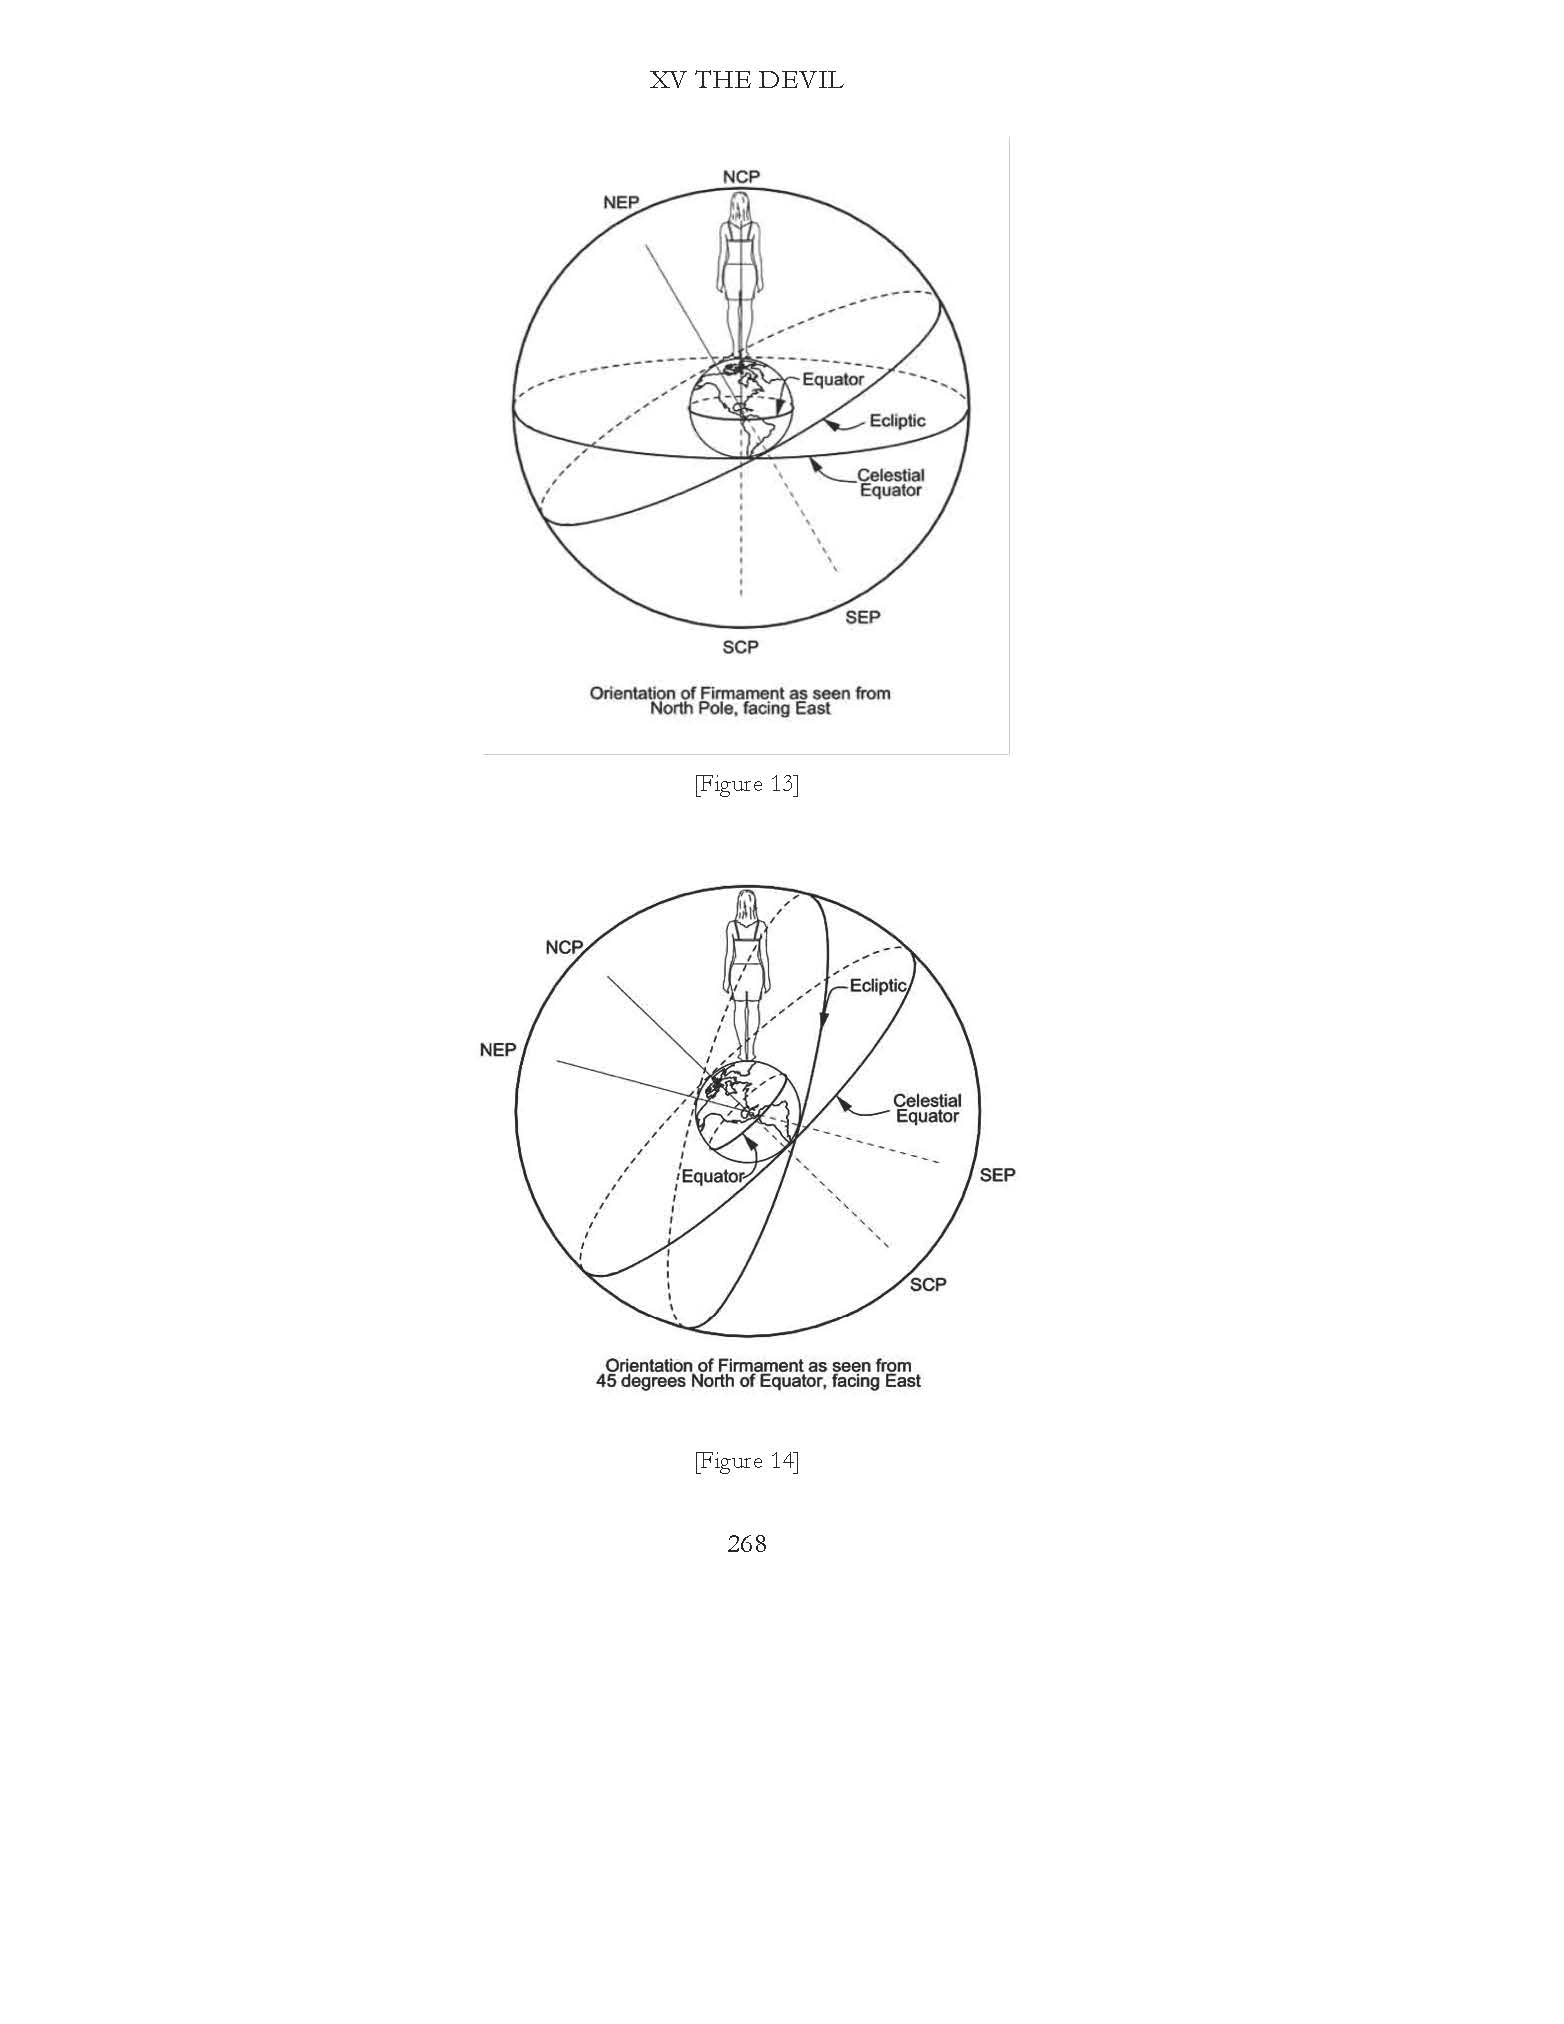 XV THE DEVIL
NCP
NEP
Equator
Ecliptic
Celestial
Equator
SEP
SCP
Orientation of Firmament as seen from
North Pole, facing East
[Figure 13]
NCP
Ecliptic
NEP
Celestial
Equator
Equator
SEP
SCP
Orientation of Firmament as seen from
45 degrees North of Equator, facing East
[Figure 14]
268